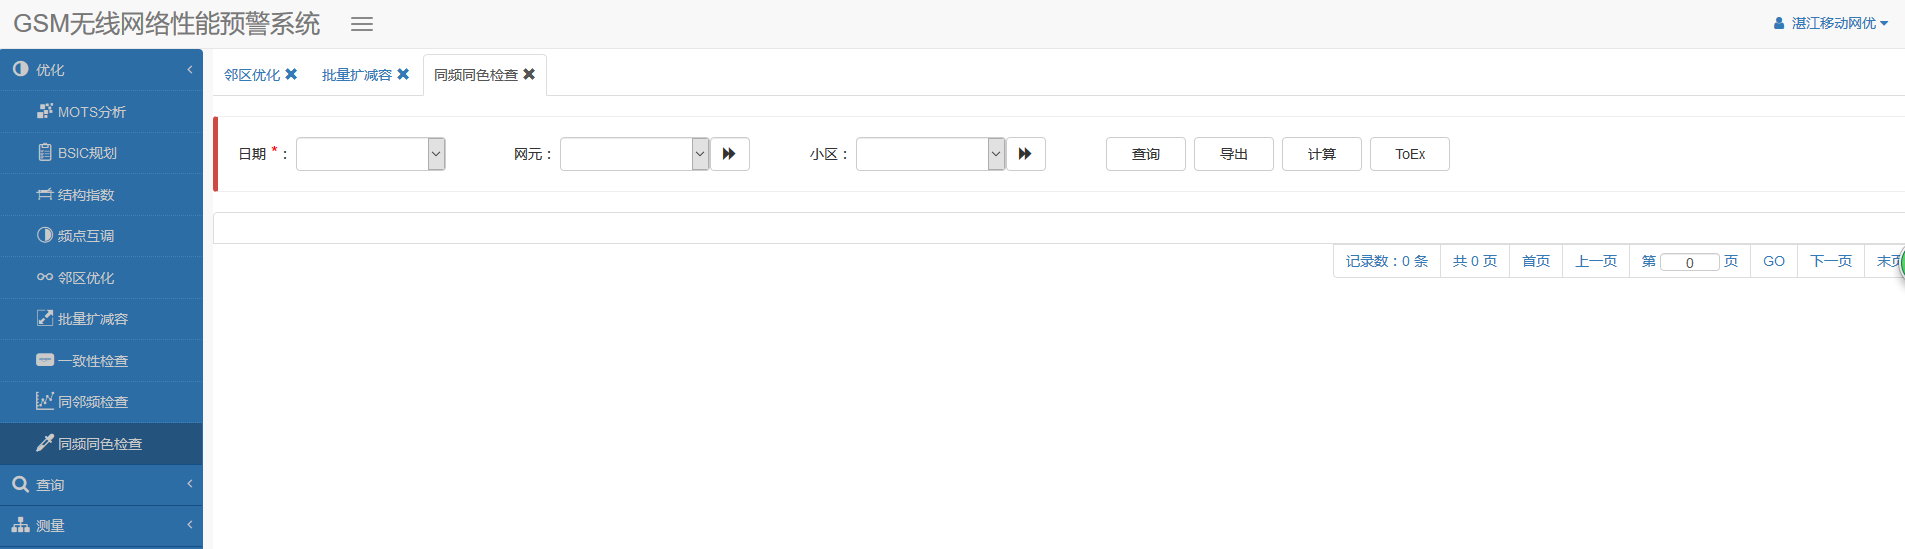 GSM无线网络性能预警系统
湛江移动网优
优化
MOTS分析
BSIC规划
结构指数
频点互调
邻区优化
批量扩减容
一致性检查
同邻频检查
同频同色检查
查询
测量
邻区优化 批量扩减容 同频同色检查
日期 * : 网元 : 小区 : 查询 导出 计算 ToEx
记录数 : 0 条 共 0 页 首页 上一页 第 0 页 GO 下一页 末页